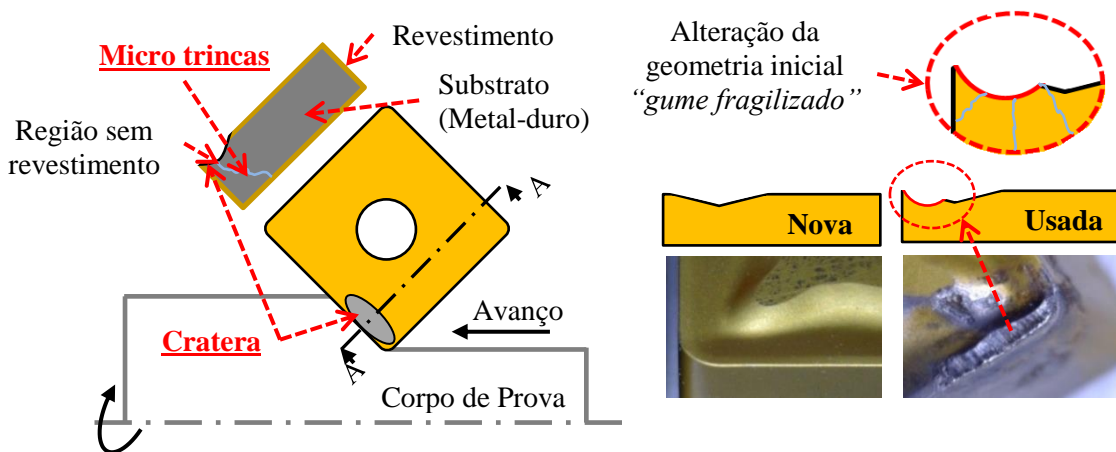 Micro trincas
Revestimento
Substrato
(Metal-duro)
Região sem
revestimento
A
Avanço
Cratera
A
Corpo de Prova
Alteração da
geometria inicial
“gume fragilizado”
Nova
Usada